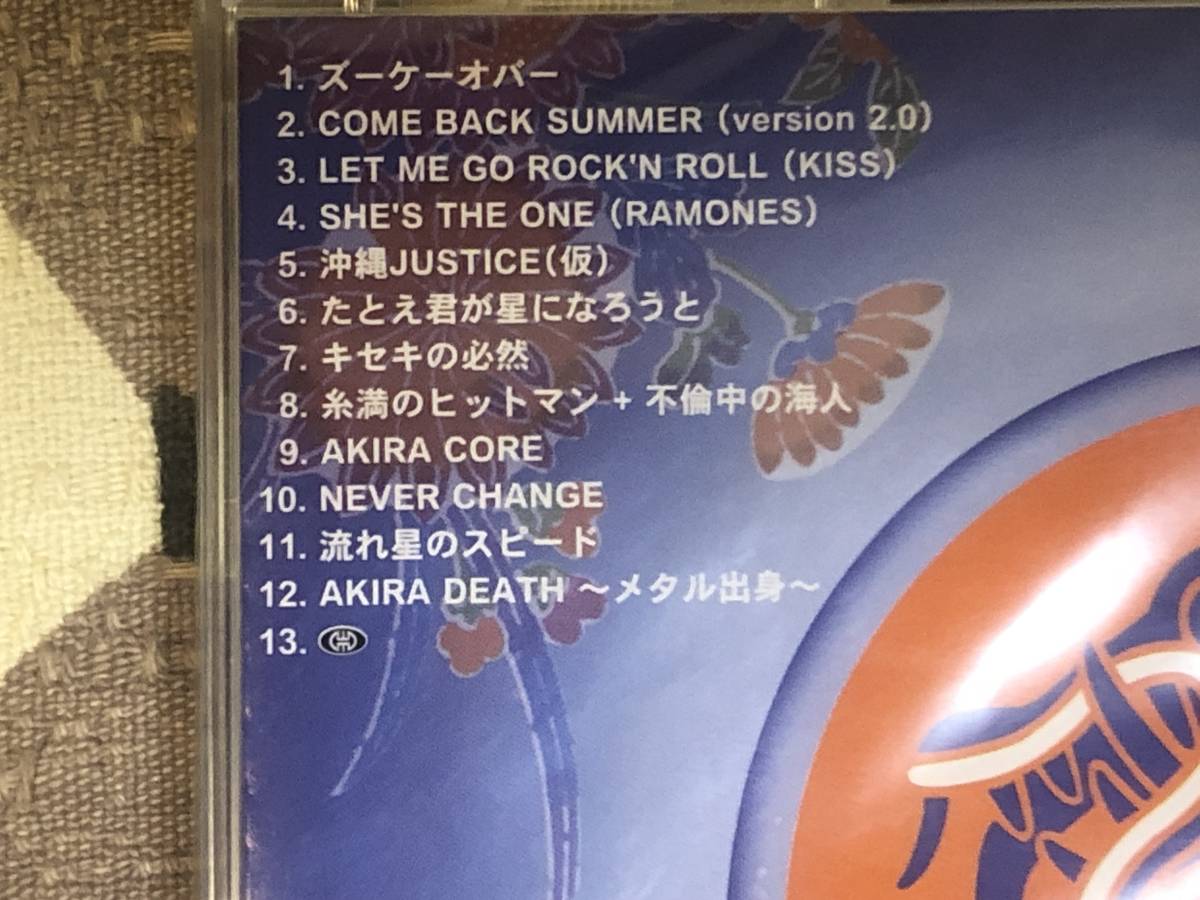 1. ズーケーオバー
2. COME BACK SUMMER (version 2.0)
3. LET ME GO ROCK'N ROLL (KISS)
4. SHE'S THE ONE (RAMONES)
5. 沖縄JUSTICE(仮)
6. たとえ君が星になろうと
7. キセキの必然
8. 糸満のヒットマン + 不倫中の海人
9. AKIRA CORE
10. NEVER CHANGE
11. 流れ星のスピード
12. AKIRA DEATH ～メタル出身～
13.